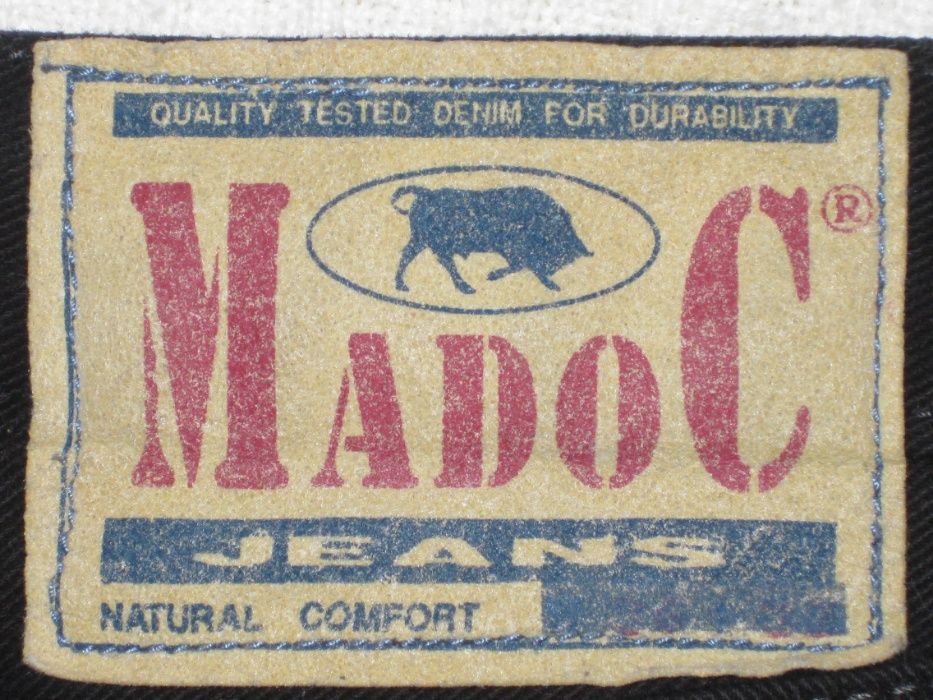 QUALITY TESTED DENIM FOR DURABILITY
MADOC®
JEANS
NATURAL COMFORT